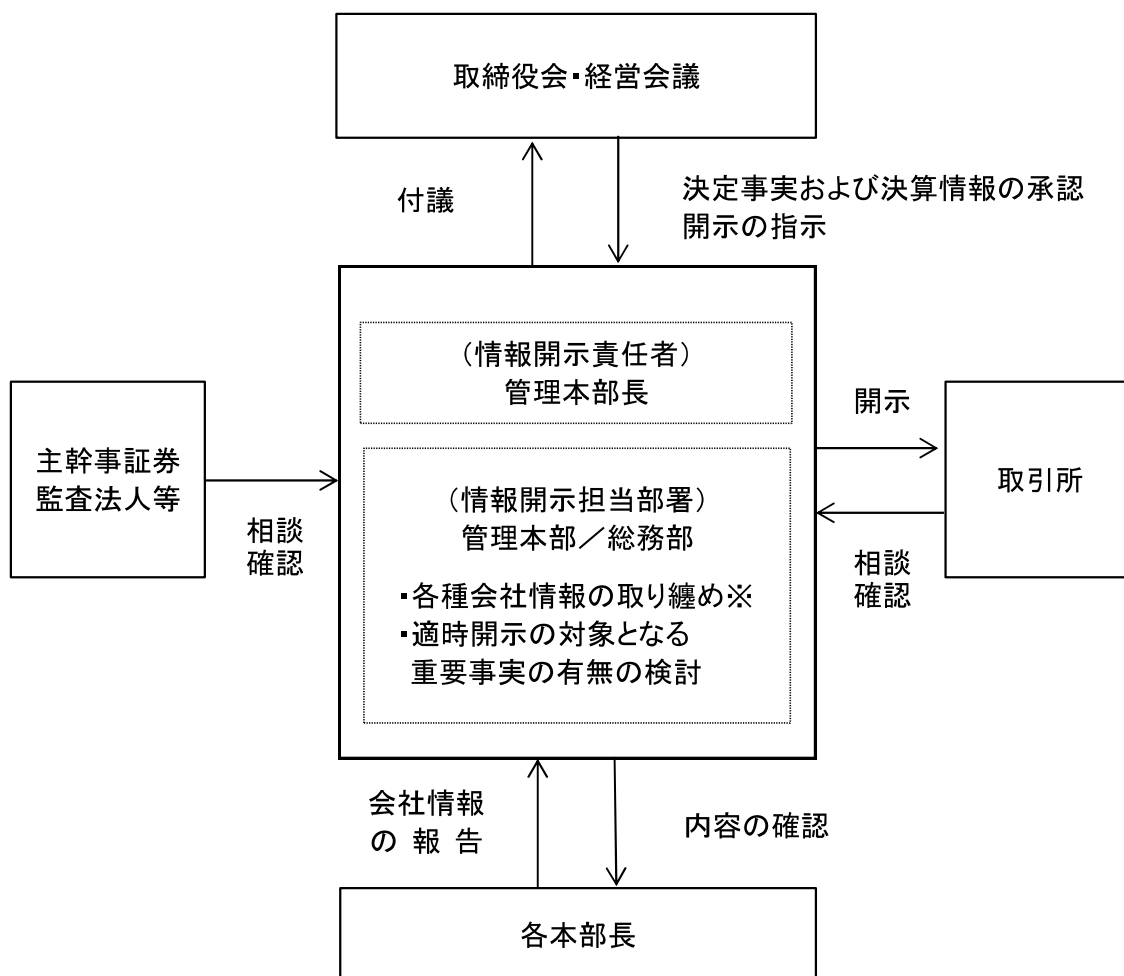 取締役会・経営会議
付議
決定事実および決算情報の承認
開示の指示
（情報開示責任者）
管理本部長
主幹事証券
監査法人等
相談
確認
（情報開示担当部署）
管理本部／総務部
・各種会社情報の取り纏め※
・適時開示の対象となる
重要事実の有無の検討
開示
取引所
相談
確認
会社情報
の 報 告
内容の確認
各本部長